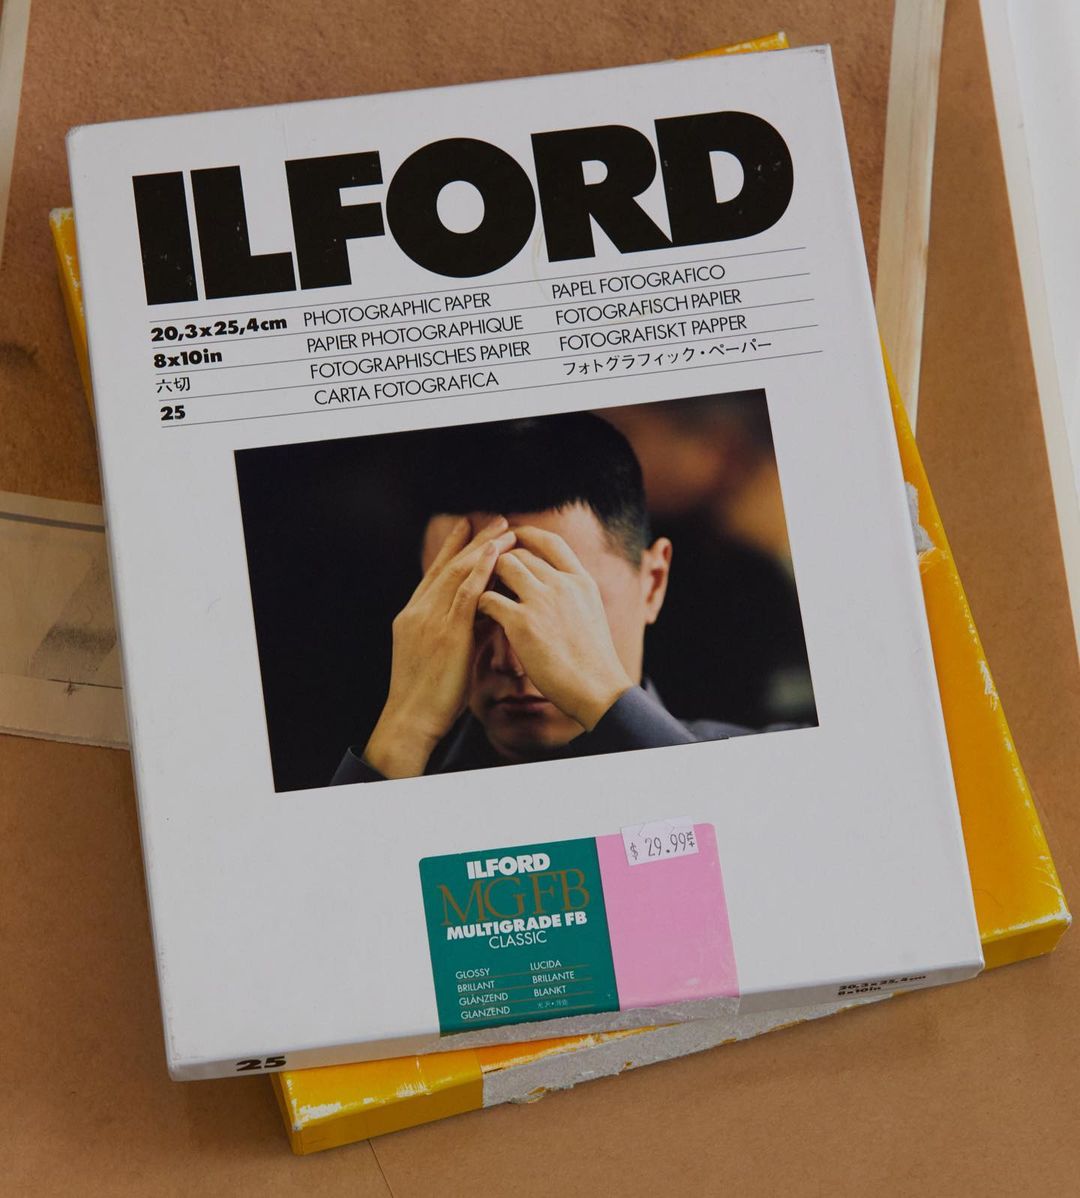 ILFORD
20,3x25,4cm
8x10in
六切
25
PHOTOGRAPHIC PAPER
PAPIER PHOTOGRAPHIQUE
FOTOGRAPHISCHES PAPIER
CARTA FOTOGRAFICA
PAPEL FOTOGRAFICO
FOTOGRAFISCH PAPIER
FOTOGRAFISKT PAPPER
フォトグラフィック・ペーパー
$ 29.99 +TX
ILFORD
MGFB
MULTIGRADE FB
CLASSIC
GLOSSY
BRILLANT
GLÄNZEND
GLANZEND
LUCIDA
BRILLANTE
BLANKT
25
20,3x25,4cm
8x10in